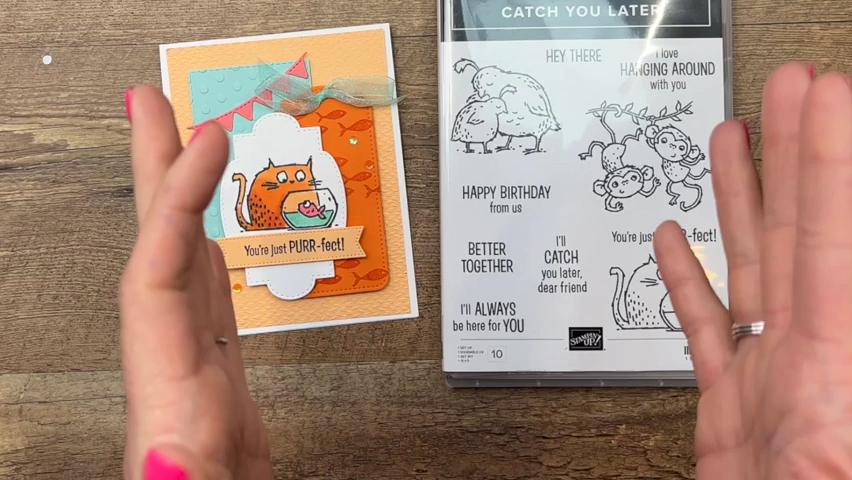 CATCH YOU LATER
HEY THERE
I love
HANGING AROUND
with you
HAPPY BIRTHDAY
from us
BETTER
TOGETHER
I'll
CATCH
you later,
dear friend
You're just -fect!
I'll ALWAYS
be here for YOU
STAMPIN' UP!
10
You're just PURR-fect!